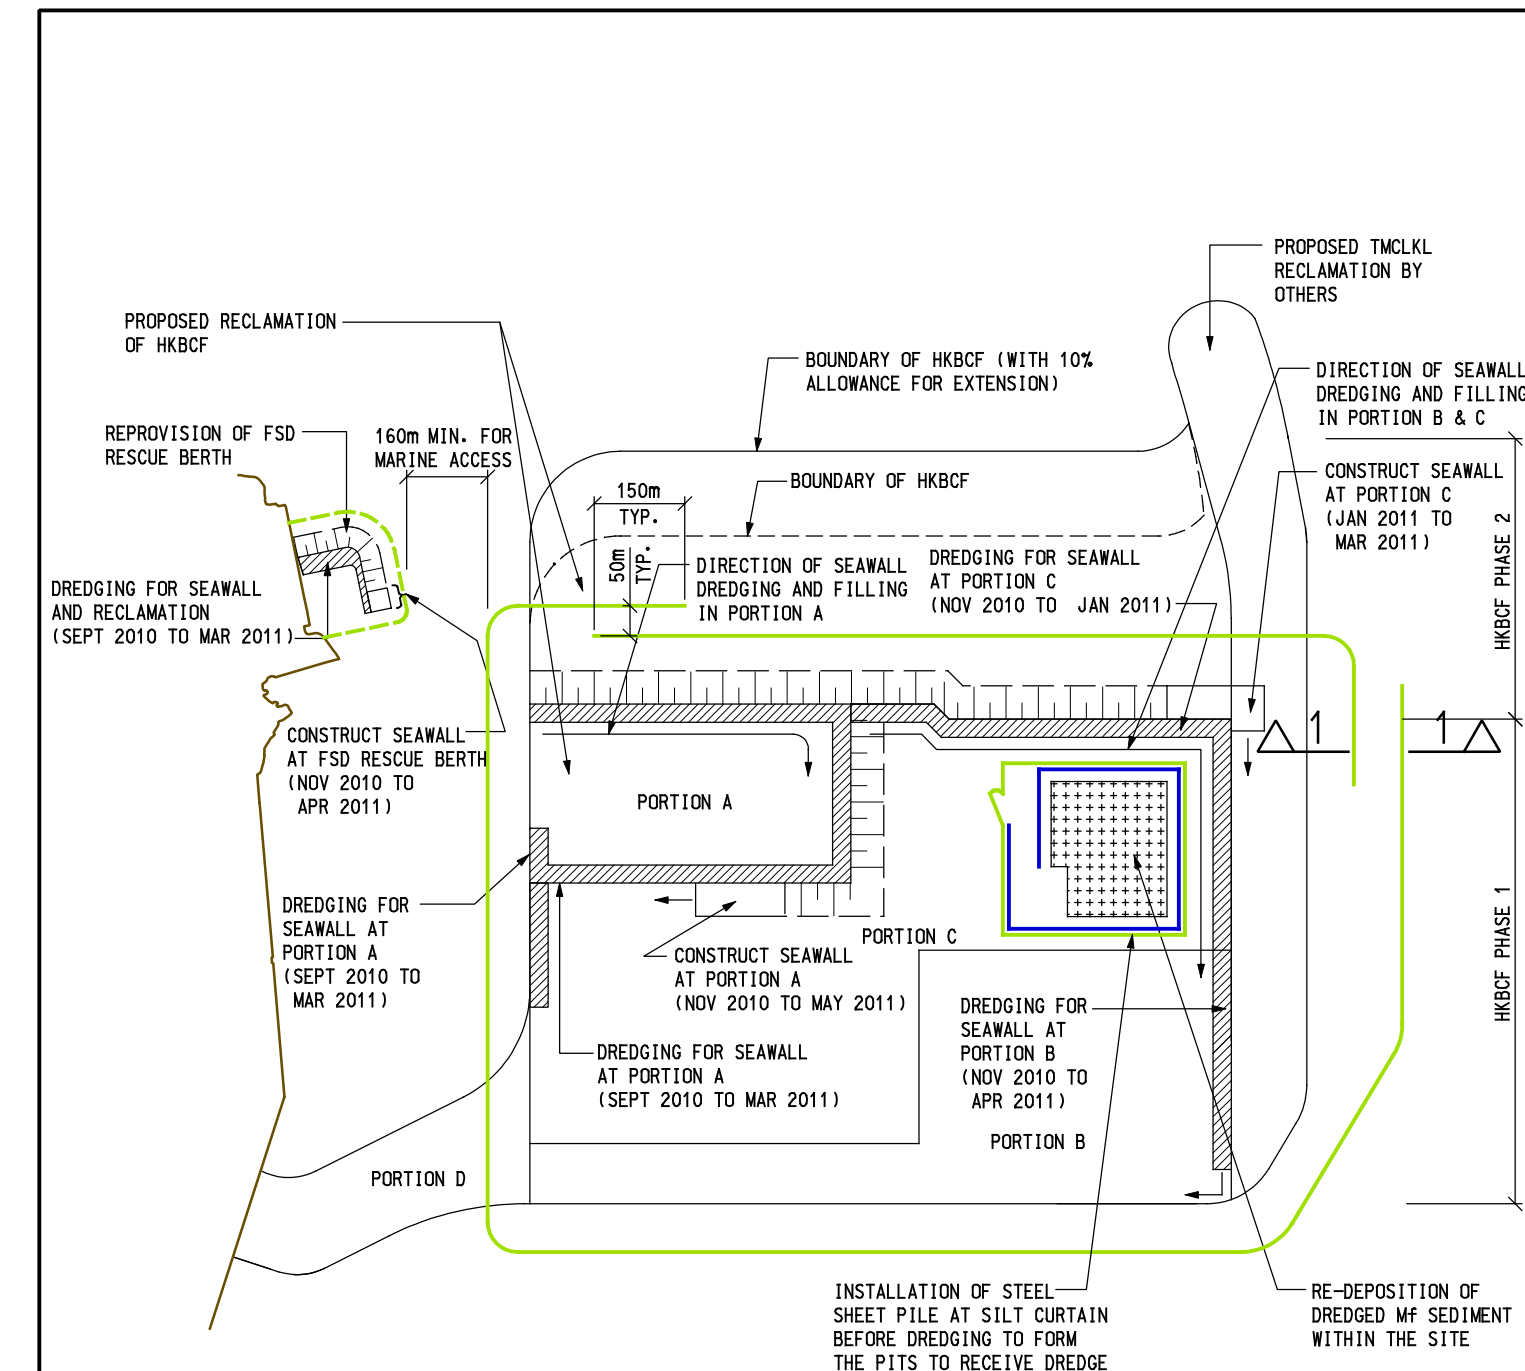 PROPOSED TMCLKL
RECLAMATION BY
OTHERS
PROPOSED RECLAMATION
OF HKBCF
BOUNDARY OF HKBCF (WITH 10%
ALLOWANCE FOR EXTENSION)
DIRECTION OF SEAWALL
DREDGING AND FILLING
IN PORTION B & C
REPROVISION OF FSD
RESCUE BERTH
160m MIN. FOR
MARINE ACCESS
BOUNDARY OF HKBCF
150m
TYP.
50m
TYP.
CONSTRUCT SEAWALL
AT PORTION C
(JAN 2011 TO
MAR 2011)
HKBCF PHASE 2
DIRECTION OF SEAWALL
DREDGING AND FILLING
IN PORTION A
DREDGING FOR SEAWALL
AT PORTION C
(NOV 2010 TO JAN 2011)
DREDGING FOR SEAWALL
AND RECLAMATION
(SEPT 2010 TO MAR 2011)
CONSTRUCT SEAWALL
AT FSD RESCUE BERTH
(NOV 2010 TO
APR 2011)
1
1
PORTION A
DREDGING FOR
SEAWALL AT
PORTION A
(SEPT 2010 TO
MAR 2011)
PORTION C
CONSTRUCT SEAWALL
AT PORTION A
(NOV 2010 TO MAY 2011)
HKBCF PHASE 1
DREDGING FOR
SEAWALL AT
PORTION B
(NOV 2010 TO
APR 2011)
DREDGING FOR SEAWALL
AT PORTION A
(SEPT 2010 TO MAR 2011)
PORTION B
PORTION D
INSTALLATION OF STEEL
SHEET PILE AT SILT CURTAIN
BEFORE DREDGING TO FORM
THE PITS TO RECEIVE DREDGE
RE-DEPOSITION OF
DREDGED Mf SEDIMENT
WITHIN THE SITE